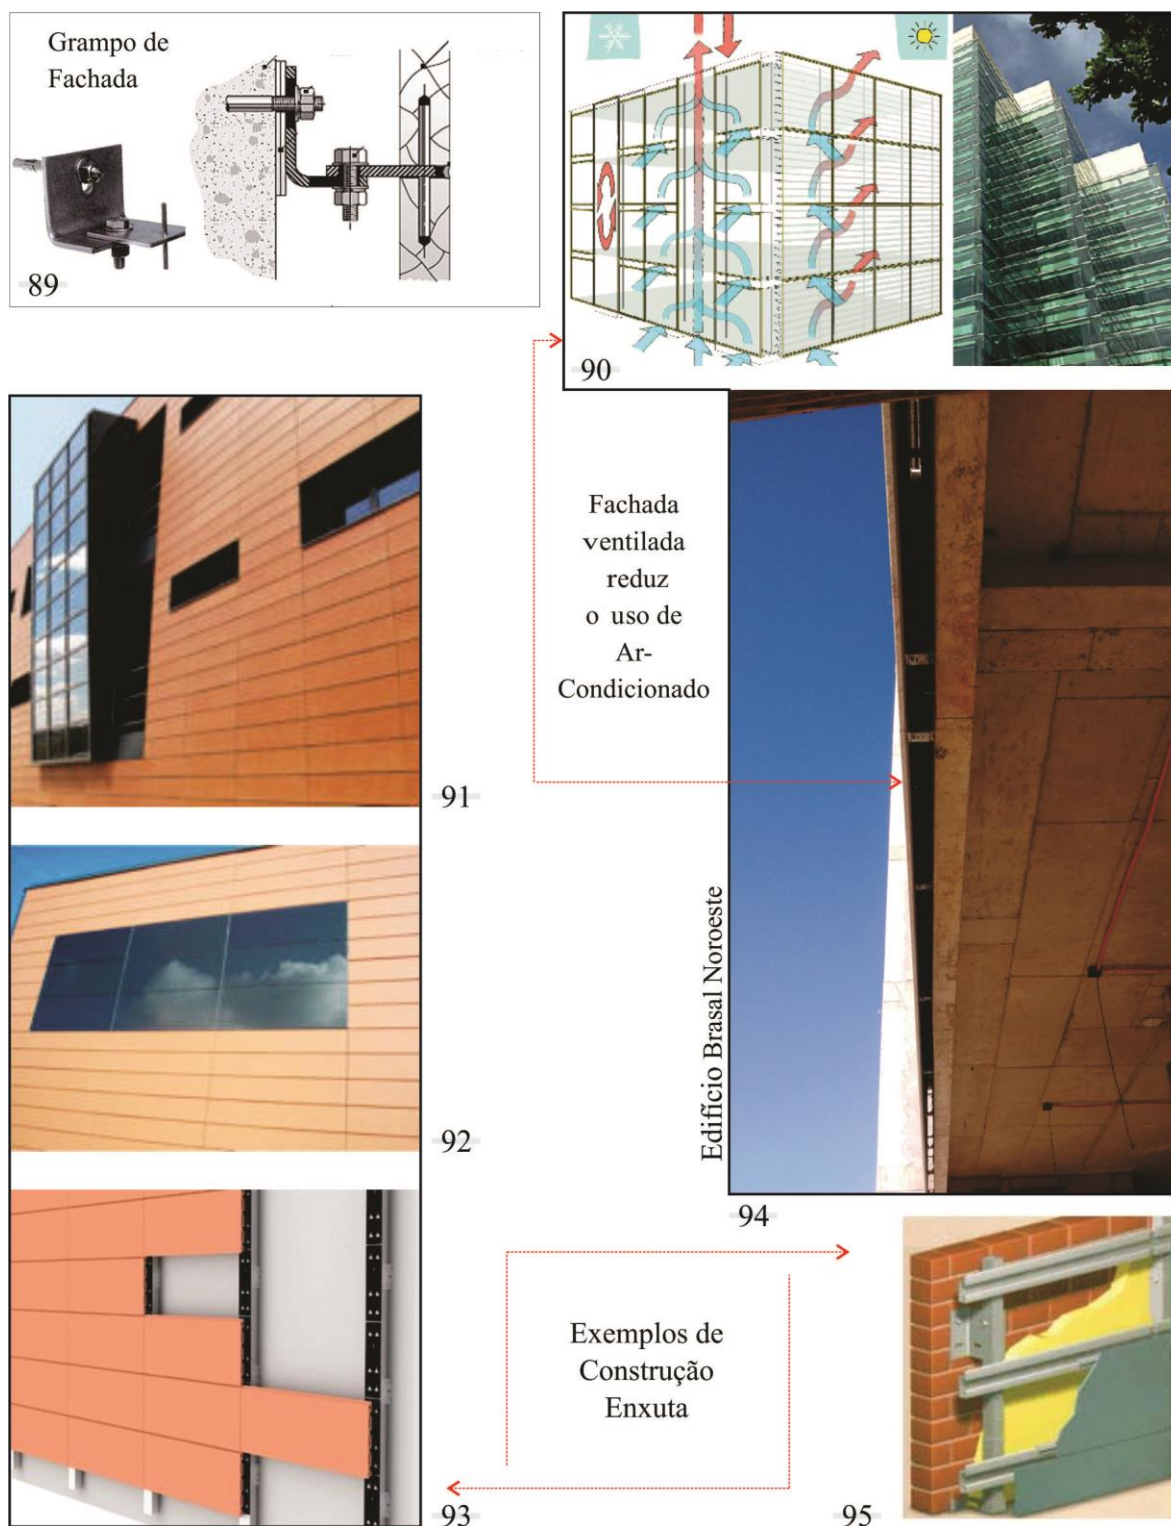 Grampo de
Fachada
89
90
Fachada
ventilada
reduz
o uso de
Ar-
Condicionado
91
92
Edifício Brasal Noroeste
94
Exemplos de
Construção
Enxuta
93
95